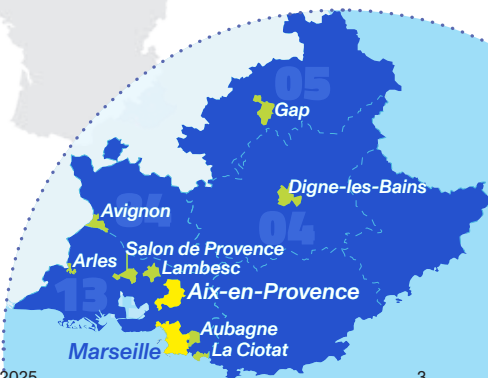 05
Gap
Digne-les-Bains
84
Avignon
04
Salon de Provence
Arles
Lambesc
13
Aix-en-Provence
Aubagne
Marseille
La Ciotat
2025
3